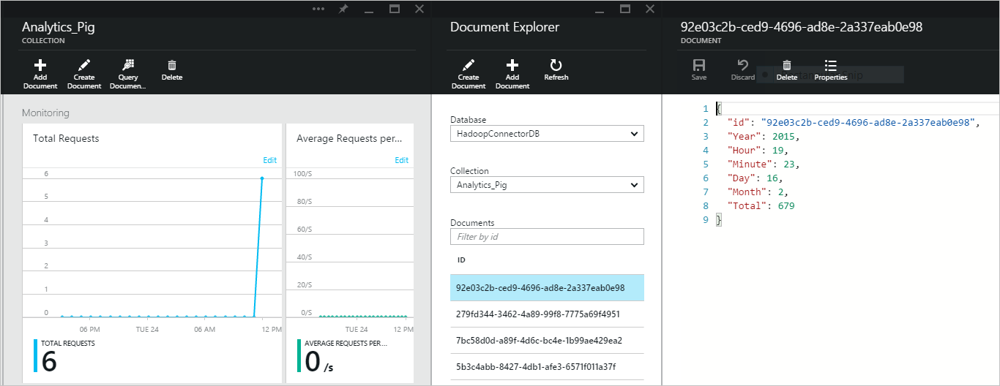 Analytics_Pig
COLLECTION
Add Document
Create Document
Query Documen...
Delete
Monitoring
Total Requests
Edit
6
5
4
3
2
1
0
06 PM
TUE 24
06 AM
12 PM
TOTAL REQUESTS
6
Average Requests per...
Edit
100/S
80/S
60/S
40/S
20/S
0/S
TUE 24
12 PM
AVERAGE REQUESTS PER...
0 /s
Document Explorer
Create Document
Add Document
Refresh
Database
HadoopConnectorDB
Collection
Analytics_Pig
Documents
Filter by id
ID
92e03c2b-ced9-4696-ad8e-2a337eab0e98
279fd344-3462-4a89-99f8-7775a69f4951
7bc58d0d-a89f-4d6c-bc4e-1b99ae429ea2
5b3c4abb-8427-4db1-afe3-6571f011a37f
92e03c2b-ced9-4696-ad8e-2a337eab0e98
DOCUMENT
Save
Discard
Delete
Properties
1 {
2 "id": "92e03c2b-ced9-4696-ad8e-2a337eab0e98",
3 "Year": 2015,
4 "Hour": 19,
5 "Minute": 23,
6 "Day": 16,
7 "Month": 2,
8 "Total": 679
9 }